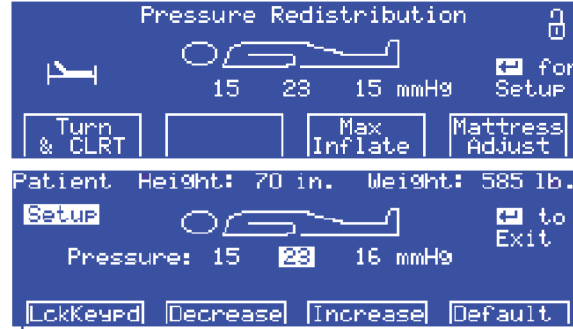 Pressure Redistribution
↵ for
15 23 15 mmHg Setup
Turn Max Mattress
& CLRT Inflate Adjust
Patient Height: 70 in. Weight: 585 lb.
Setup ↵ to
Exit
Pressure: 15 23 16 mmHg
LckKeypd Decrease Increase Default